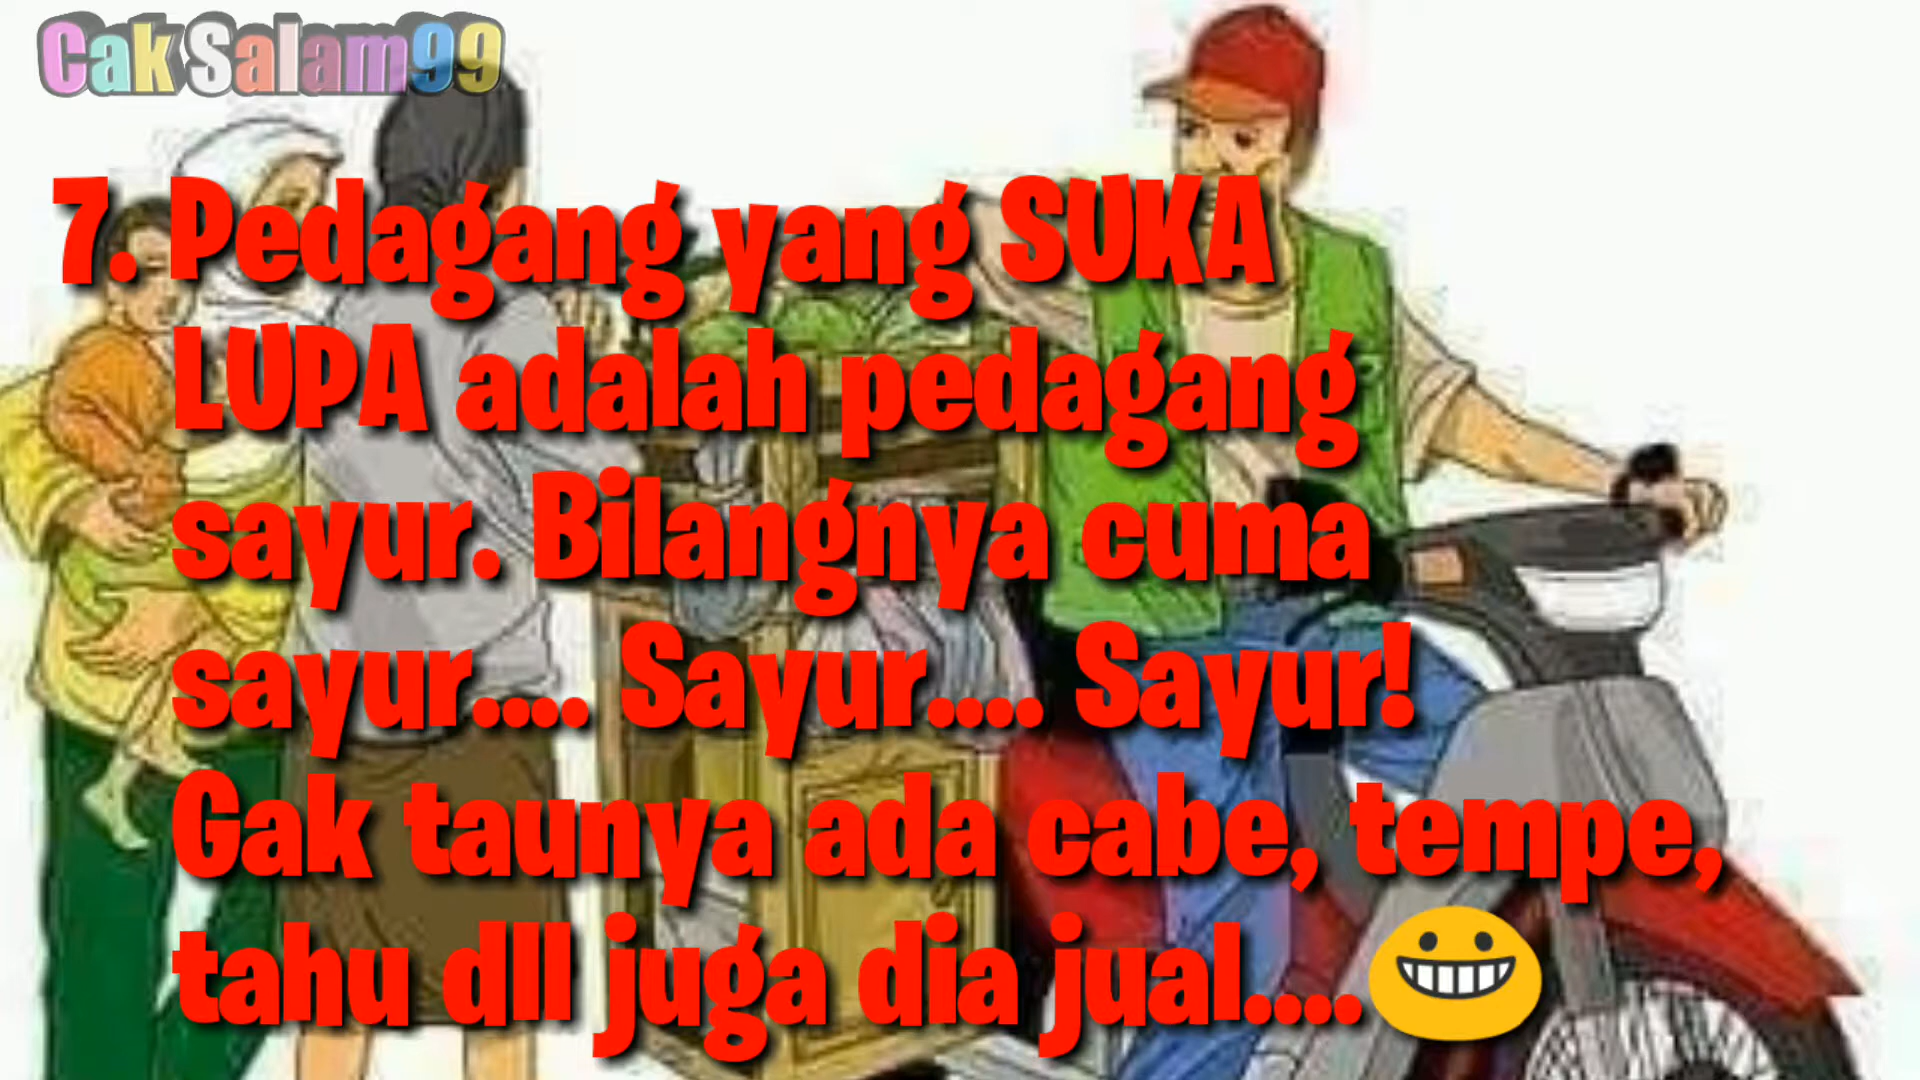 CakSalam99
7. Pedagang yang SUKA
LUPA adalah pedagang
sayur. Bilangnya cuma
sayur.... Sayur.... Sayur!
Gak taunya ada cabe, tempe,
tahu dll juga dia jual....😀